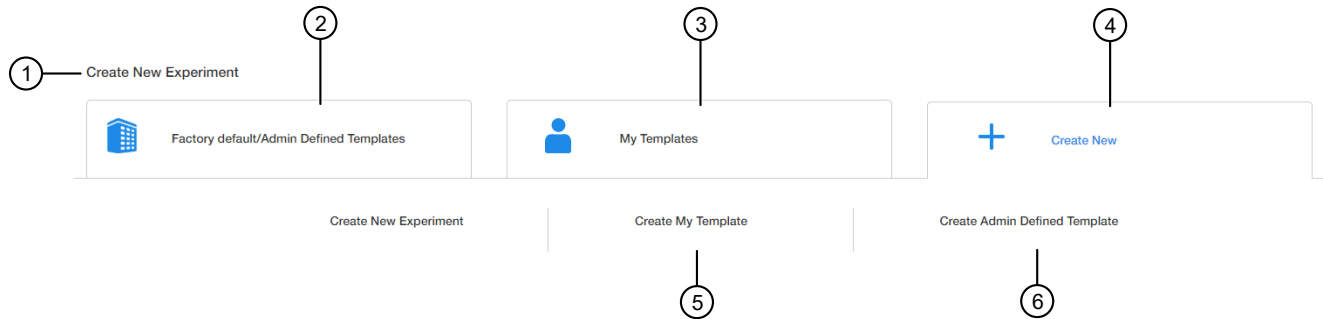 2
3
4
1
Create New Experiment
Factory default/Admin Defined Templates
My Templates
Create New
Create New Experiment
Create My Template
Create Admin Defined Template
5
6